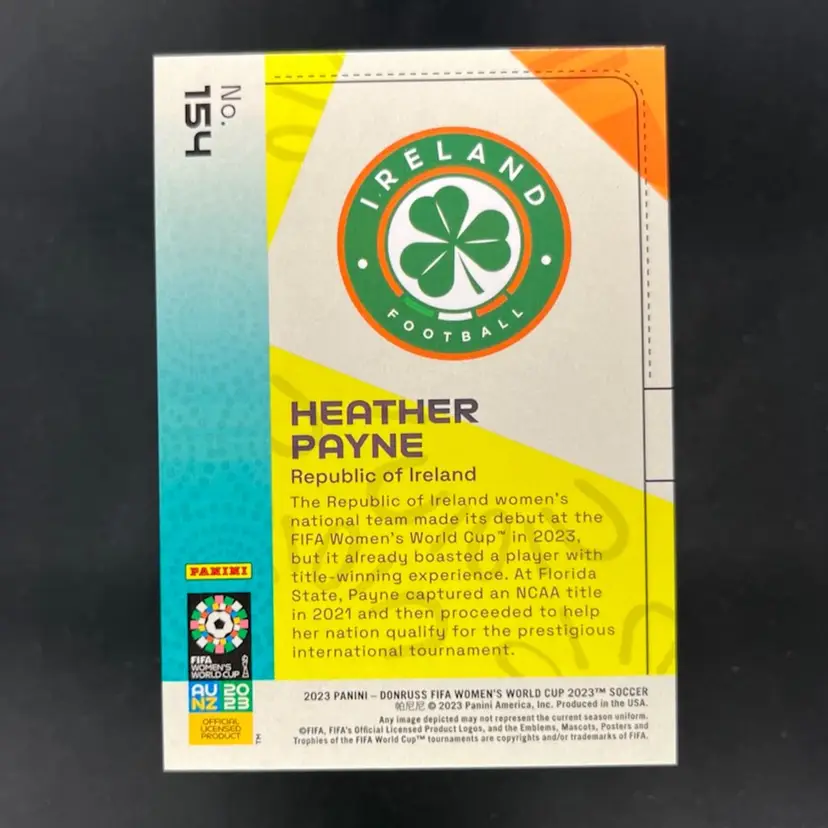 No.
154
IRELAND
FOOTBALL
HEATHER
PAYNE
Republic of Ireland
The Republic of Ireland women's
national team made its debut at the
FIFA Women's World Cup™ in 2023,
but it already boasted a player with
title-winning experience. At Florida
State, Payne captured an NCAA title
in 2021 and then proceeded to help
her nation qualify for the prestigious
international tournament.
PANINI
FIFA
WOMEN'S
WORLD CUP
AU 20
NZ 23
OFFICIAL
LICENSED
PRODUCT
TM
2023 PANINI – DONRUSS FIFA WOMEN'S WORLD CUP 2023™ SOCCER
帕尼尼 © 2023 Panini America, Inc. Produced in the USA.
Any image depicted may not represent the current season uniform.
©FIFA, FIFA's Official Licensed Product Logos, and the Emblems, Mascots, Posters and
Trophies of the FIFA World Cup™ tournaments are copyrights and/or trademarks of FIFA.